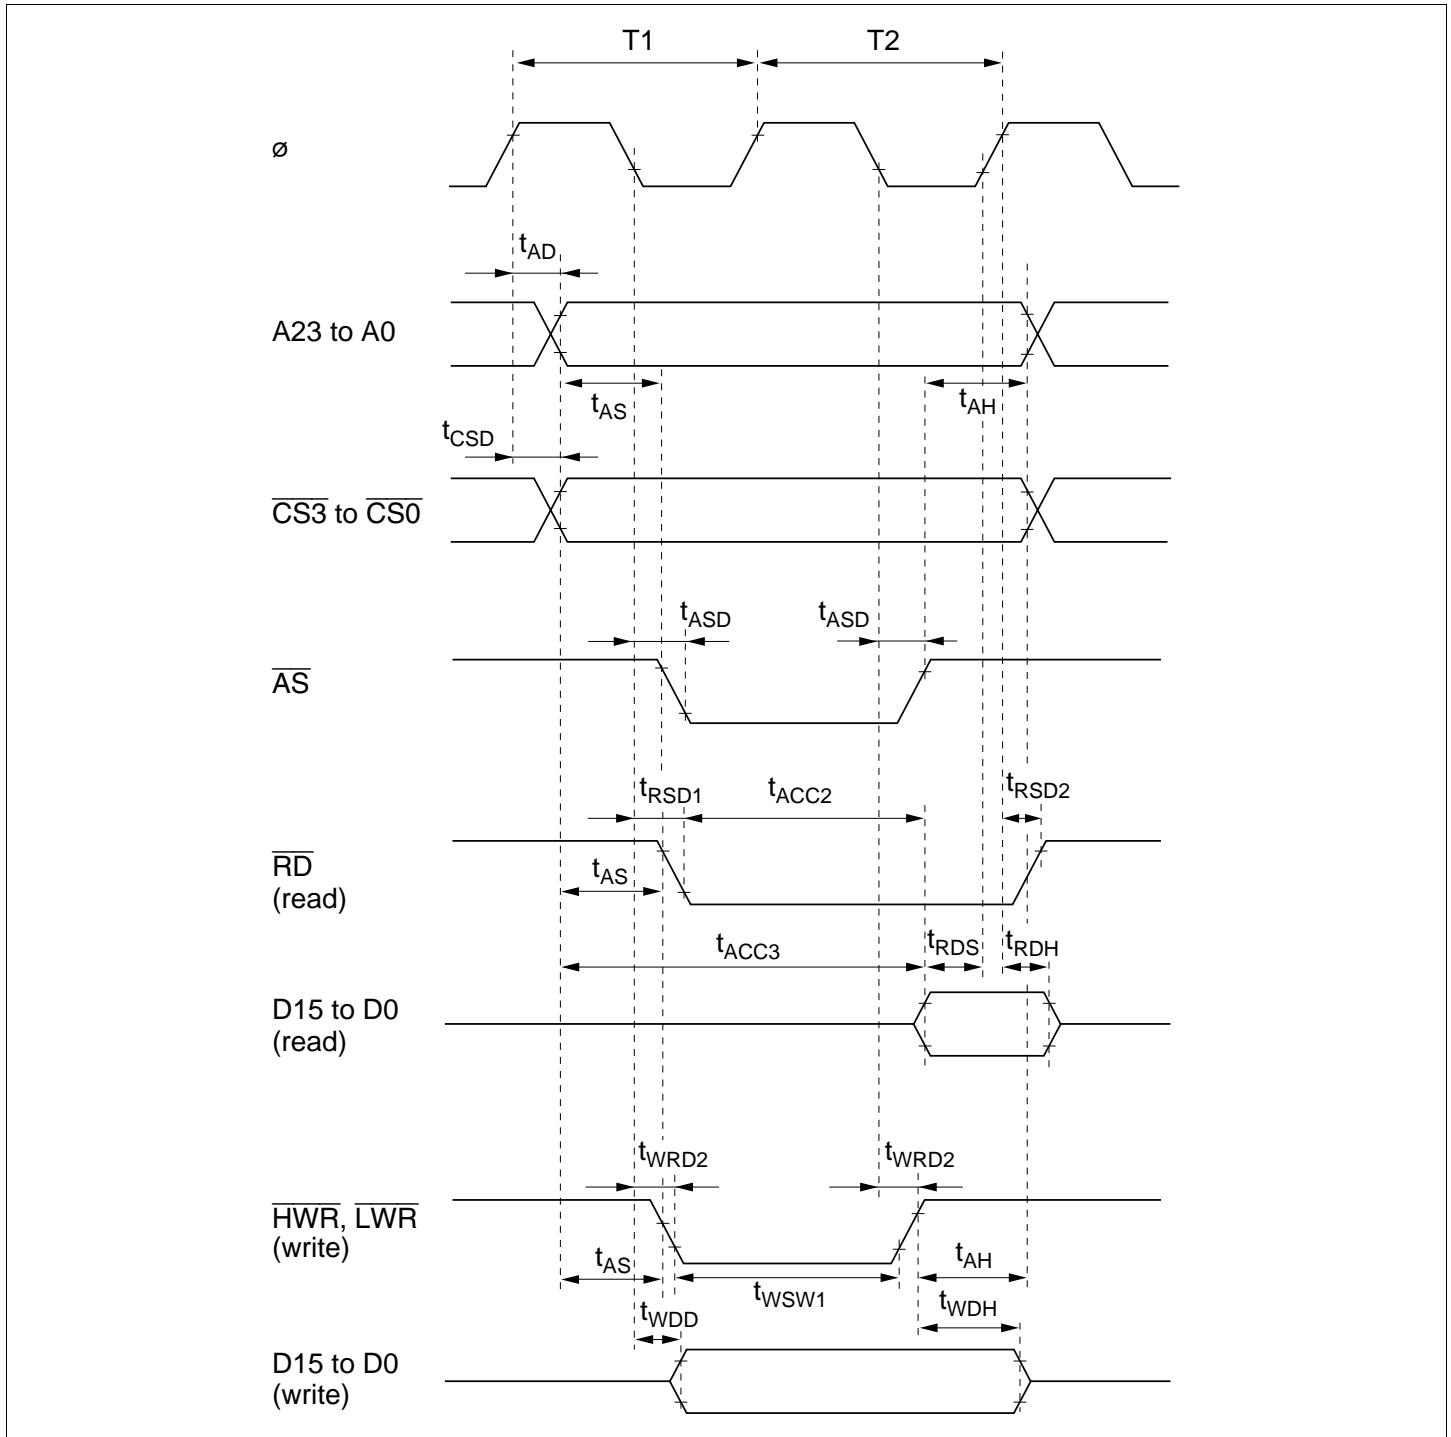 T1 T2
ø
tAD
A23 to A0
tAS tAH
tCSD
CS3 to CS0
tASD tASD
AS
tRSD1 tACC2 tRSD2
RD
(read)
tAS
tACC3 tRDS tRDH
D15 to D0
(read)
tWRD2 tWRD2
HWR, LWR
(write)
tAS tWSW1 tAH
tWDD tWDH
D15 to D0
(write)